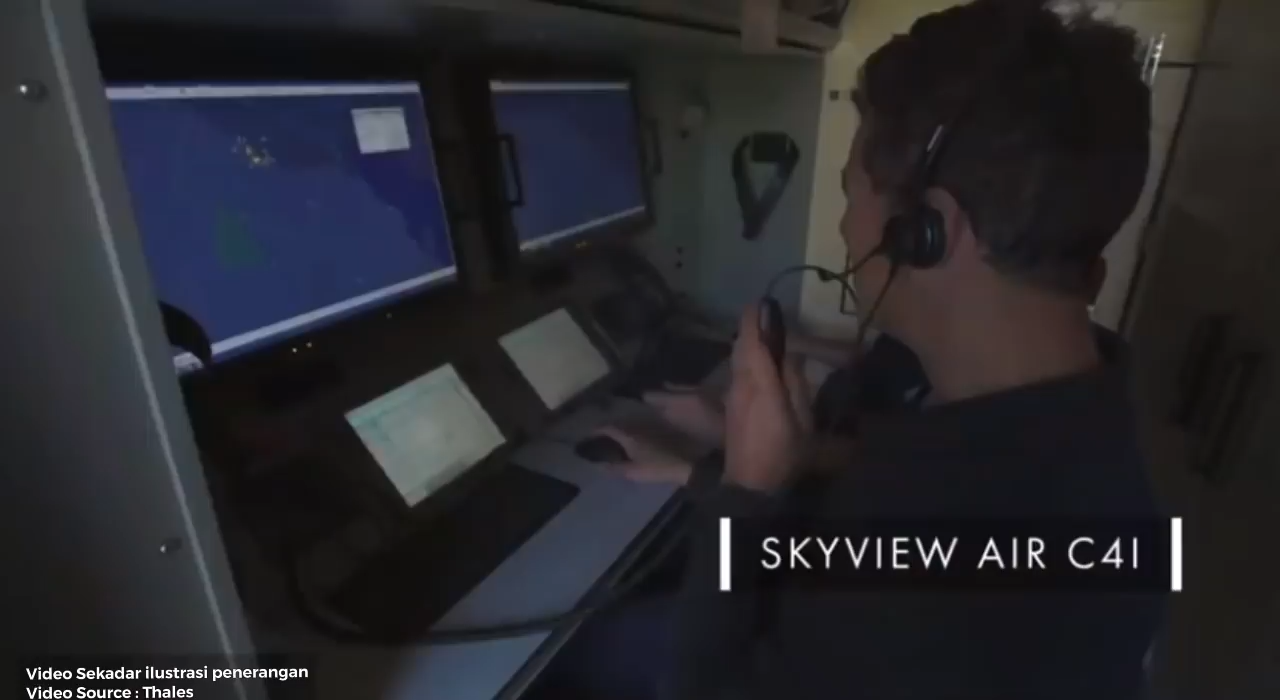 SKYVIEW AIR C4I
Video Sekadar ilustrasi penerangan
Video Source : Thales